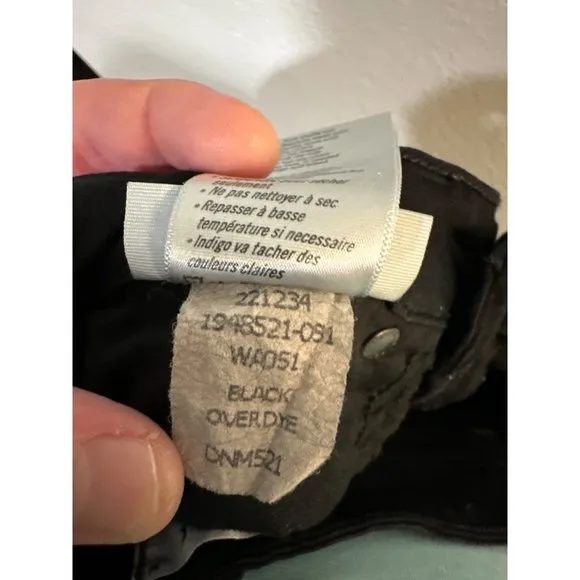 seulement
• Ne pas nettoyer à sec
• Repasser à basse
température si necessaire
• Indigo va tacher des
couleurs claires
221234
1948521-091
WA051
BLACK
OVERDYE
DNM521